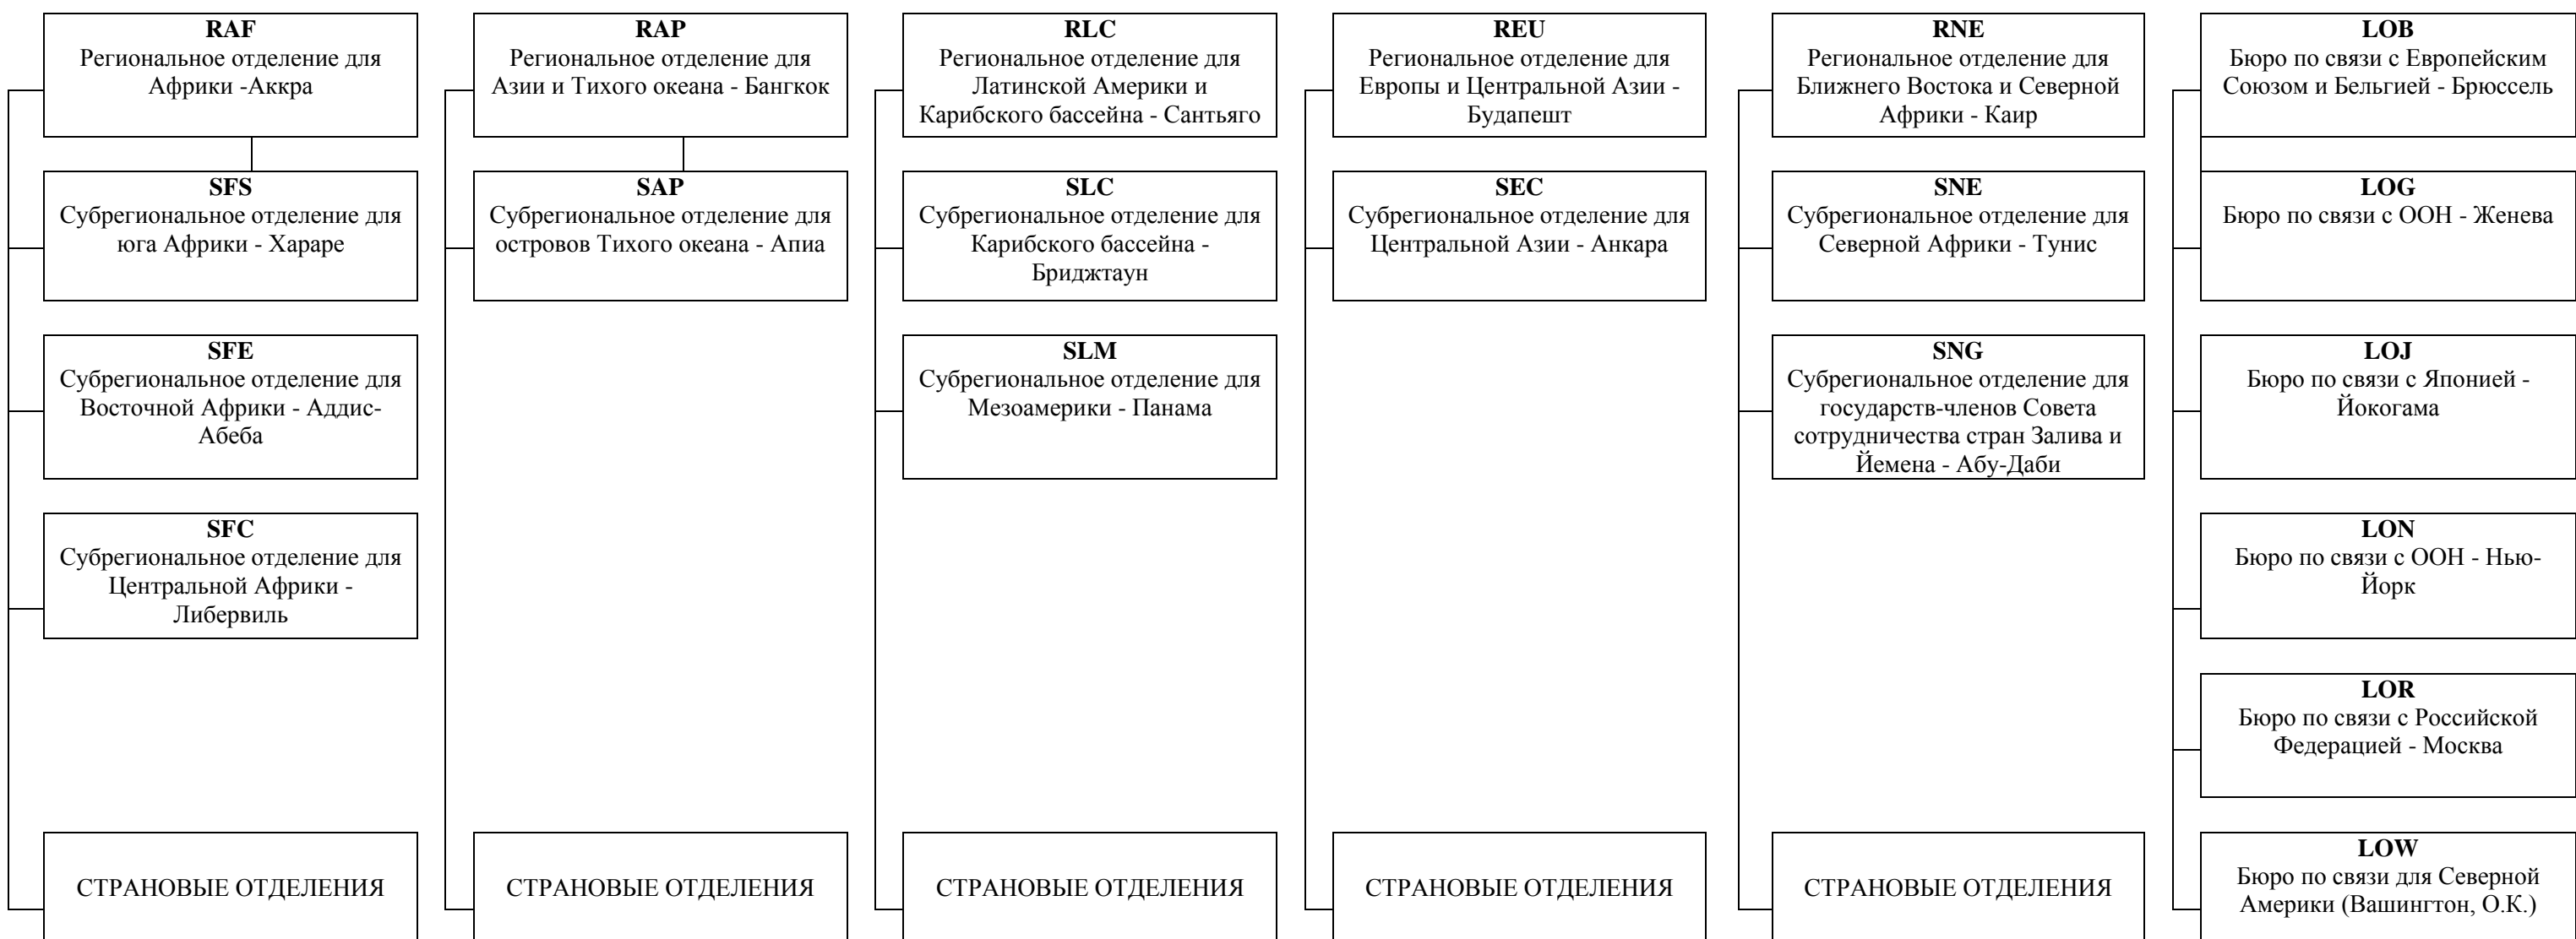 RAF
Региональное отделение для
Африки -Аккра
SFS
Субрегиональное отделение для
юга Африки - Хараре
SFE
Субрегиональное отделение для
Восточной Африки - Аддис-
Абеба
SFC
Субрегиональное отделение для
Центральной Африки -
Либервиль
СТРАНОВЫЕ ОТДЕЛЕНИЯ
RAP
Региональное отделение для
Азии и Тихого океана - Бангкок
SAP
Субрегиональное отделение для
островов Тихого океана - Апиа
СТРАНОВЫЕ ОТДЕЛЕНИЯ
RLC
Региональное отделение для
Латинской Америки и
Карибского бассейна - Сантьяго
SLC
Субрегиональное отделение для
Карибского бассейна -
Бриджтаун
SLM
Субрегиональное отделение для
Мезоамерики - Панама
СТРАНОВЫЕ ОТДЕЛЕНИЯ
REU
Региональное отделение для
Европы и Центральной Азии -
Будапешт
SEC
Субрегиональное отделение для
Центральной Азии - Анкара
СТРАНОВЫЕ ОТДЕЛЕНИЯ
RNE
Региональное отделение для
Ближнего Востока и Северной
Африки - Каир
SNE
Субрегиональное отделение для
Северной Африки - Тунис
SNG
Субрегиональное отделение для
государств-членов Совета
сотрудничества стран Залива и
Йемена - Абу-Даби
СТРАНОВЫЕ ОТДЕЛЕНИЯ
LOB
Бюро по связи с Европейским
Союзом и Бельгией - Брюссель
LOG
Бюро по связи с ООН - Женева
LOJ
Бюро по связи с Японией -
Йокогама
LON
Бюро по связи с ООН - Нью-
Йорк
LOR
Бюро по связи с Российской
Федерацией - Москва
LOW
Бюро по связи для Северной
Америки (Вашингтон, О.К.)